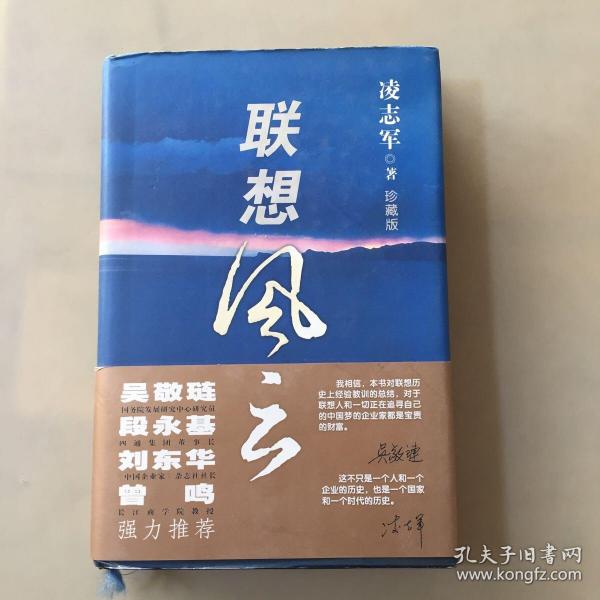 凌志军◎著 珍藏版
联想
风云
吴敬琏
国务院发展研究中心研究员
段永基
四通集团董事长
刘东华
中国企业家 杂志社社长
曾鸣
长江商学院教授
强力推荐
我相信，本书对联想历
史上经验教训的总结，对于
联想人和一切正在追寻自己
的中国梦的企业家都是宝贵
的财富。
吴敬琏
这不只是一个人和一个
企业的历史，也是一个国家
和一个时代的历史。
孔夫子旧书网
www.kongfz.com